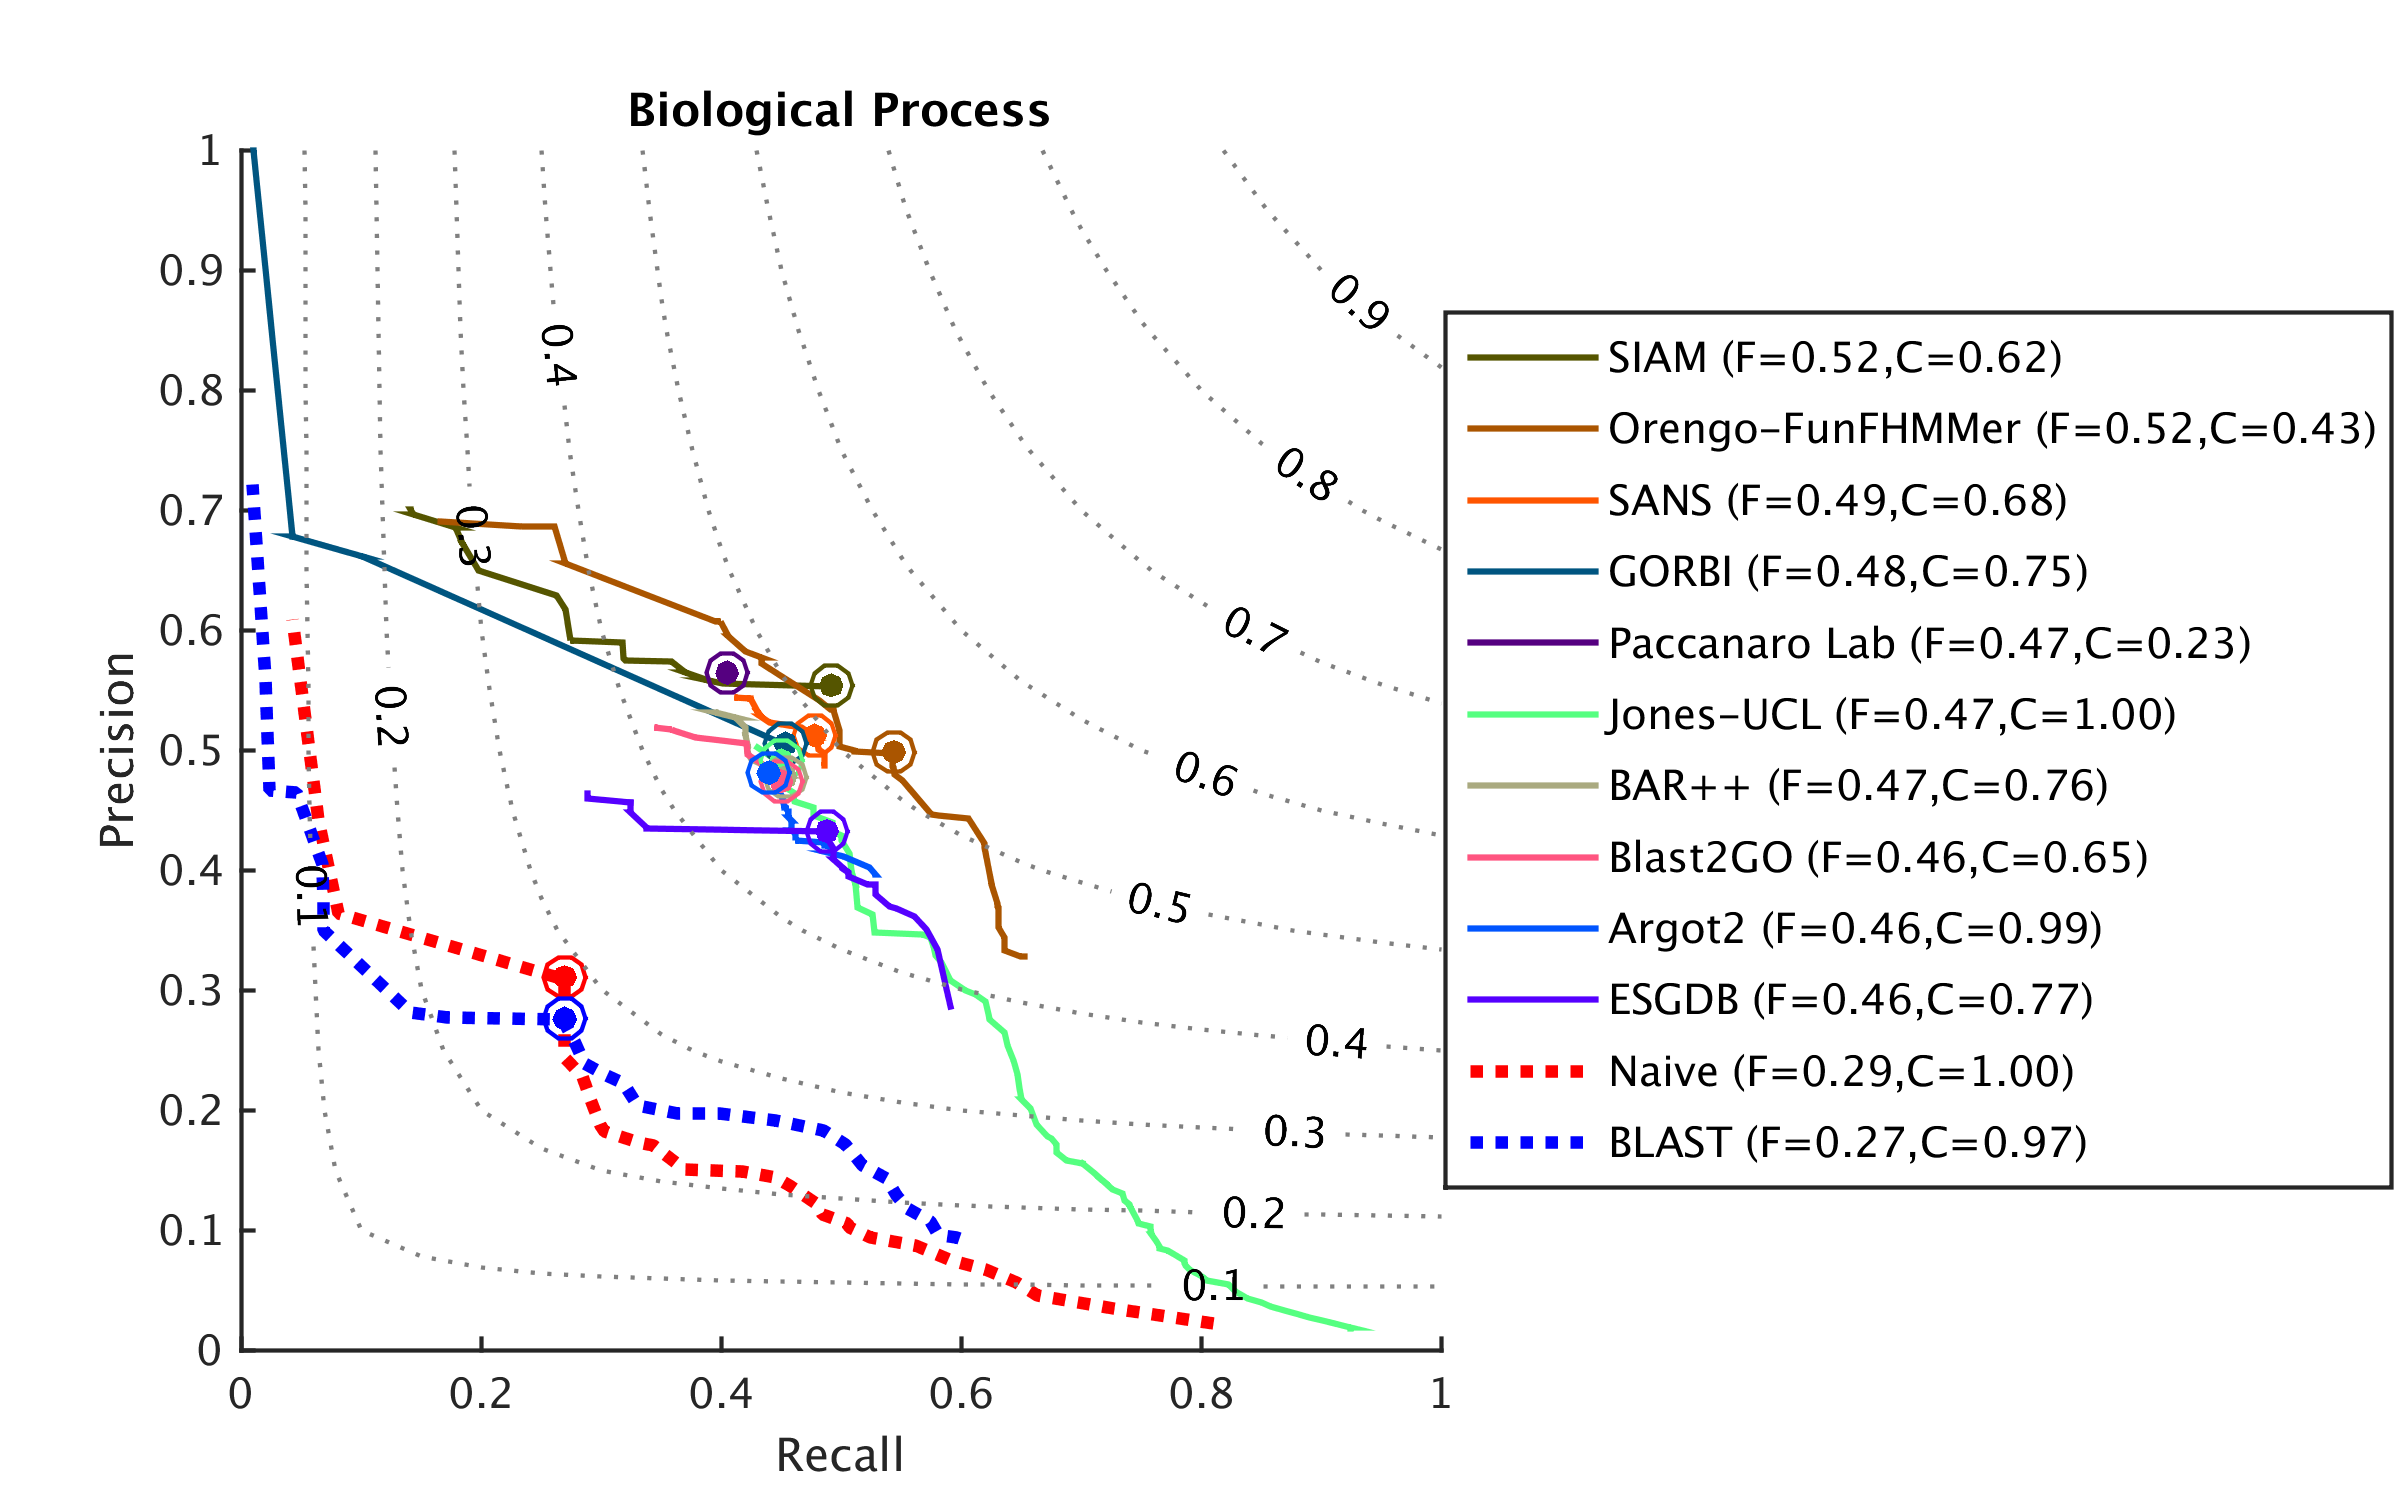 Biological Process
1
0.9
0.8
0.7
0.6
0.5
0.4
0.3
0.2
0.1
0
Precision
0
0.2
0.4
0.6
0.8
1
Recall
0.9
0.8
0.7
0.6
0.5
0.4
0.3
0.2
0.1
0.4
0.3
0.2
0.1
SIAM (F=0.52,C=0.62)
Orengo-FunFHMMer (F=0.52,C=0.43)
SANS (F=0.49,C=0.68)
GORBI (F=0.48,C=0.75)
Paccanaro Lab (F=0.47,C=0.23)
Jones-UCL (F=0.47,C=1.00)
BAR++ (F=0.47,C=0.76)
Blast2GO (F=0.46,C=0.65)
Argot2 (F=0.46,C=0.99)
ESGDB (F=0.46,C=0.77)
Naive (F=0.29,C=1.00)
BLAST (F=0.27,C=0.97)